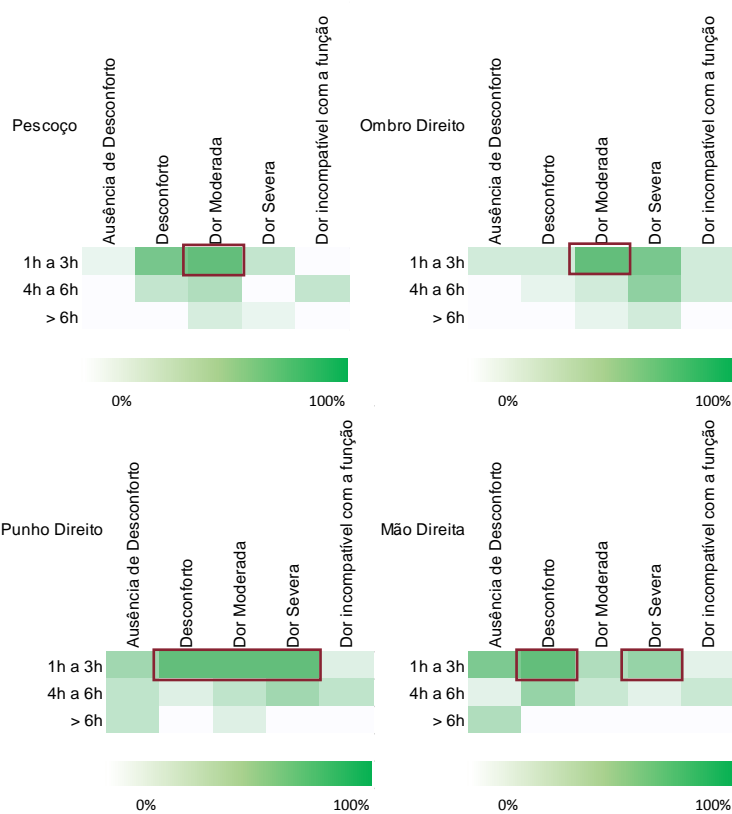 Pescoço
Ausência de Desconforto
Desconforto
Dor Moderada
Dor Severa
Dor incompatível com a função
1h a 3h
4h a 6h
> 6h
0%
100%
Ombro Direito
Ausência de Desconforto
Desconforto
Dor Moderada
Dor Severa
Dor incompatível com a função
1h a 3h
4h a 6h
> 6h
0%
100%
Punho Direito
Ausência de Desconforto
Desconforto
Dor Moderada
Dor Severa
Dor incompatível com a função
1h a 3h
4h a 6h
> 6h
0%
100%
Mão Direita
Ausência de Desconforto
Desconforto
Dor Moderada
Dor Severa
Dor incompatível com a função
1h a 3h
4h a 6h
> 6h
0%
100%